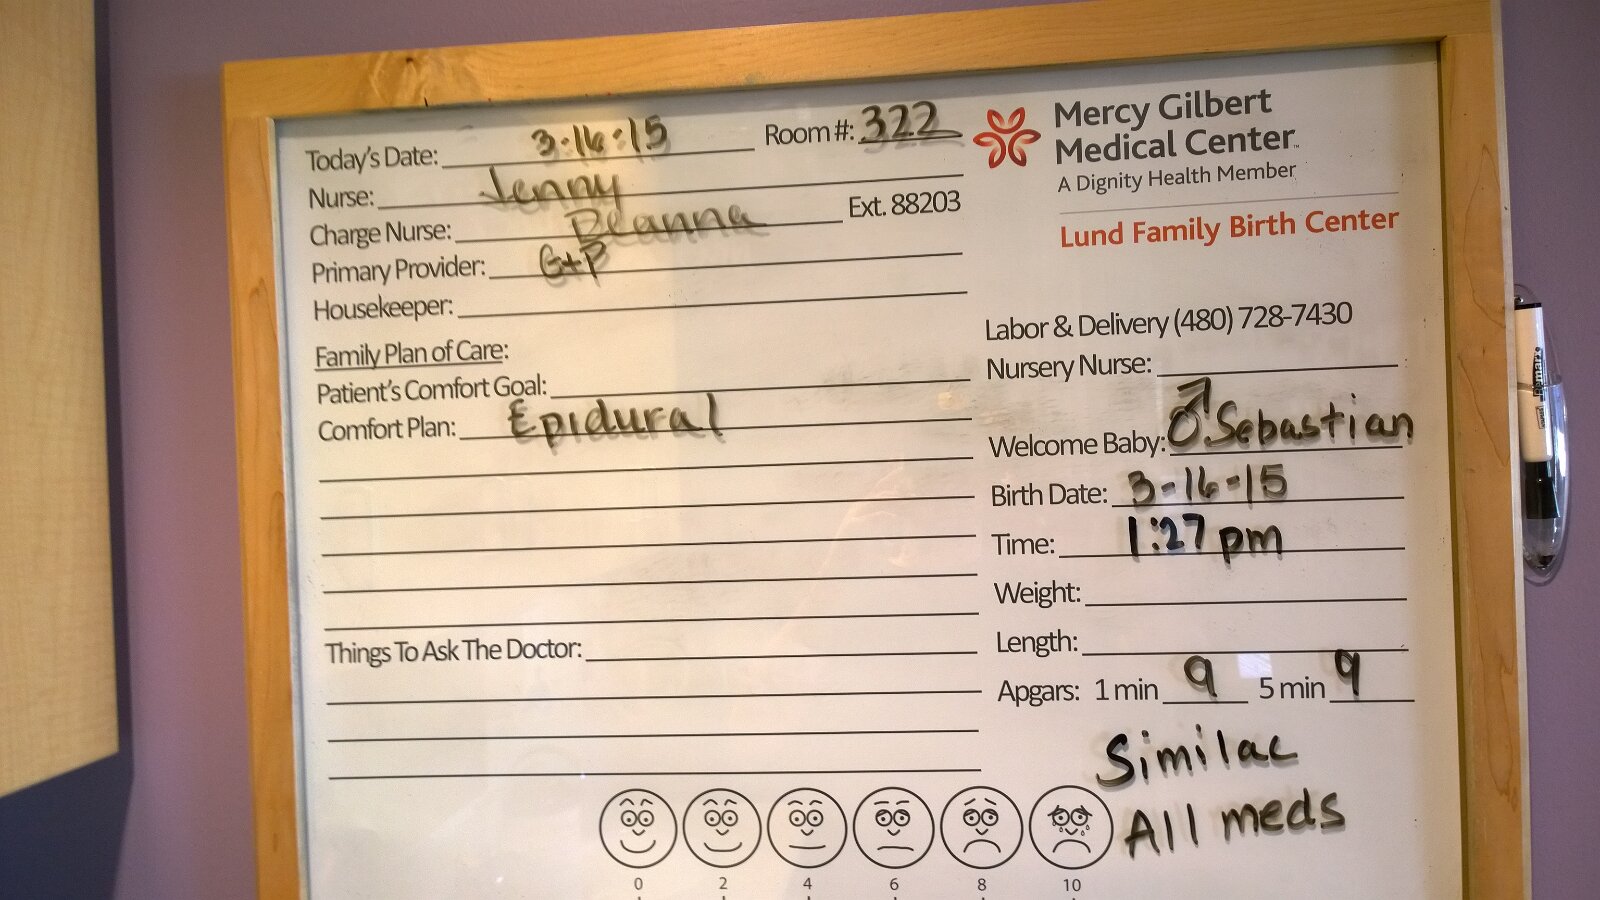 Today's Date: 3-16-15 Room #: 322
Nurse: Jenny
Charge Nurse: Deanna Ext. 88203
Primary Provider: G+P
Housekeeper:
Family Plan of Care:
Patient's Comfort Goal:
Comfort Plan: Epidural
Things To Ask The Doctor:
Mercy Gilbert
Medical Center™
A Dignity Health Member
Lund Family Birth Center
Labor & Delivery (480) 728-7430
Nursery Nurse:
Welcome Baby: ♂ Sebastian
Birth Date: 3-16-15
Time: 1:27 pm
Weight:
Length:
Apgars: 1 min 9 5 min 9
Similac
All meds
0 2 4 6 8 10